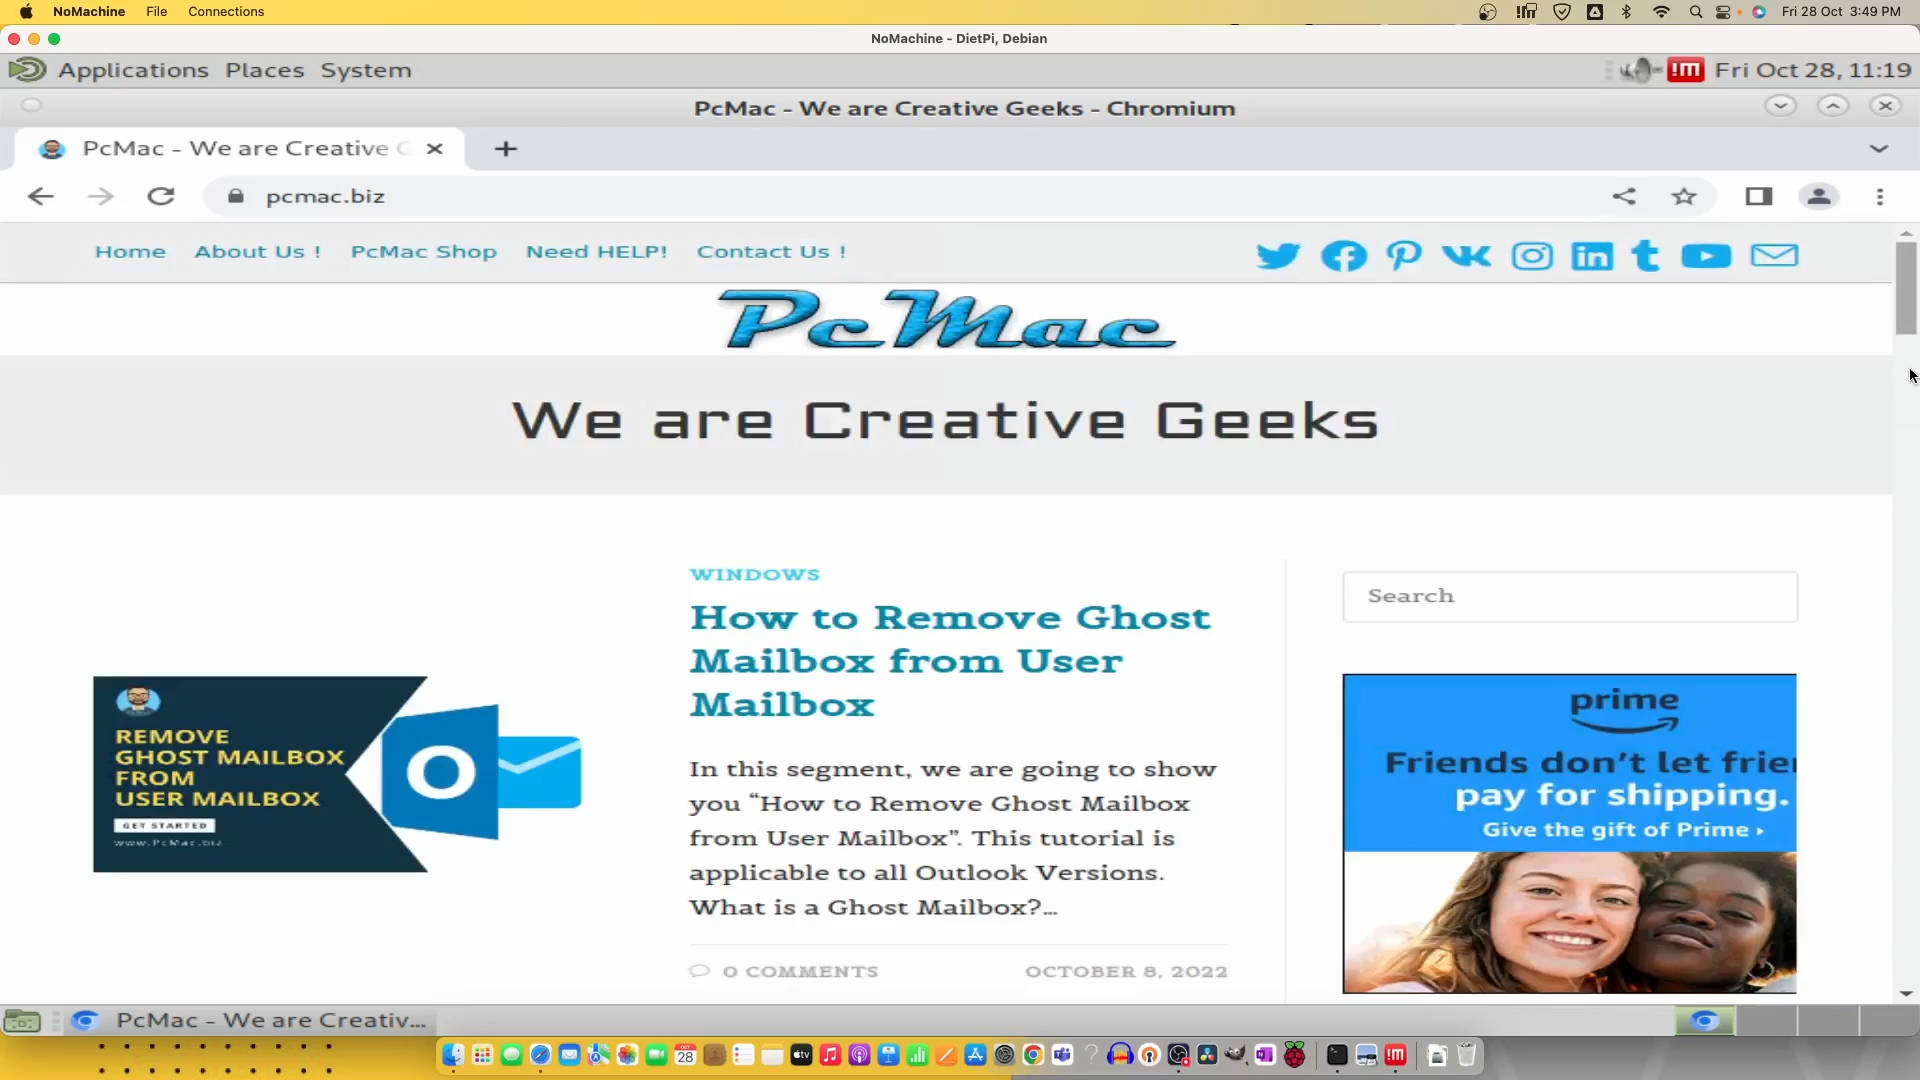 NoMachine File Connections Fri 28 Oct 3:49 PM
NoMachine - DietPi, Debian
Applications Places System !M Fri Oct 28, 11:19
PcMac - We are Creative Geeks - Chromium
PcMac - We are Creative G
pcmac.biz
Home About Us ! PcMac Shop Need HELP! Contact Us !
PcMac
We are Creative Geeks
WINDOWS
How to Remove Ghost
Mailbox from User
Mailbox
REMOVE
GHOST MAILBOX
FROM
USER MAILBOX
GET STARTED
www.PcMac.biz
In this segment, we are going to show
you “How to Remove Ghost Mailbox
from User Mailbox”. This tutorial is
applicable to all Outlook Versions.
What is a Ghost Mailbox?...
0 COMMENTS OCTOBER 8, 2022
Search
prime
Friends don't let frie
pay for shipping.
Give the gift of Prime
PcMac - We are Creativ...
OCT
28
tv
!M